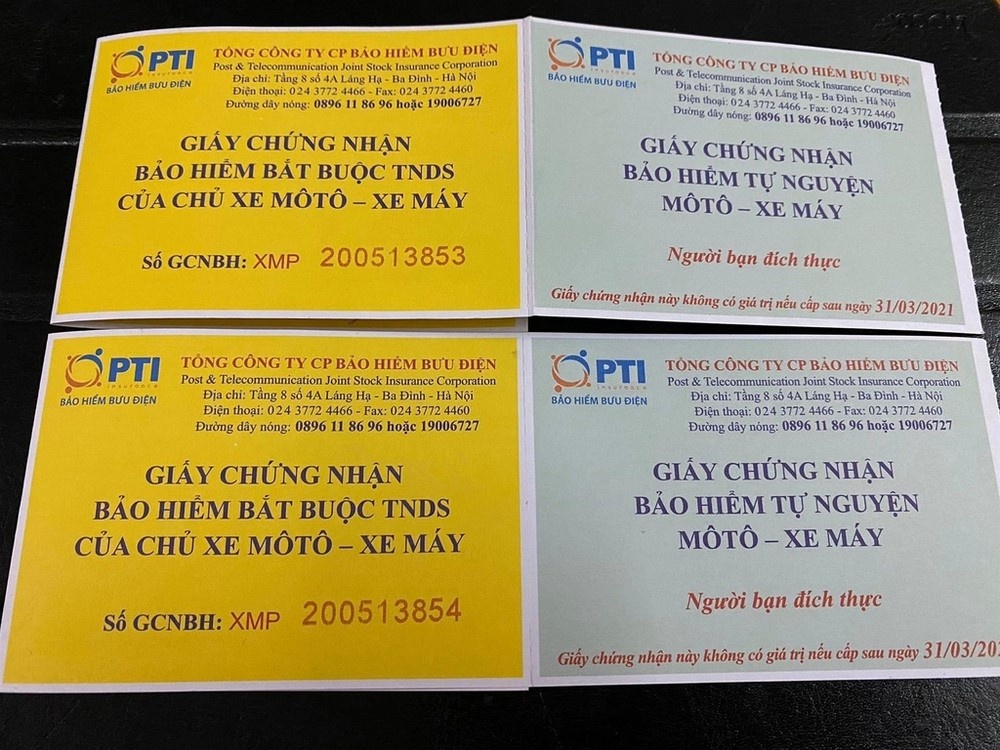 PTI
insurance
BẢO HIỂM BƯU ĐIỆN
TỔNG CÔNG TY CP BẢO HIỂM BƯU ĐIỆN
Post & Telecommunication Joint Stock Insurance Corporation
Địa chỉ: Tầng 8 số 4A Láng Hạ - Ba Đình - Hà Nội
Điện thoại: 024 3772 4466 - Fax: 024 3772 4460
Đường dây nóng: 0896 11 86 96 hoặc 19006727
GIẤY CHỨNG NHẬN
BẢO HIỂM BẮT BUỘC TNDS
CỦA CHỦ XE MÔTÔ – XE MÁY
Số GCNBH: XMP 200513853
PTI
insurance
BẢO HIỂM BƯU ĐIỆN
TỔNG CÔNG TY CP BẢO HIỂM BƯU ĐIỆN
Post & Telecommunication Joint Stock Insurance Corporation
Địa chỉ: Tầng 8 số 4A Láng Hạ - Ba Đình - Hà Nội
Điện thoại: 024 3772 4466 - Fax: 024 3772 4460
Đường dây nóng: 0896 11 86 96 hoặc 19006727
GIẤY CHỨNG NHẬN
BẢO HIỂM TỰ NGUYỆN
MÔTÔ – XE MÁY
Người bạn đích thực
Giấy chứng nhận này không có giá trị nếu cấp sau ngày 31/03/2021
PTI
insurance
BẢO HIỂM BƯU ĐIỆN
TỔNG CÔNG TY CP BẢO HIỂM BƯU ĐIỆN
Post & Telecommunication Joint Stock Insurance Corporation
Địa chỉ: Tầng 8 số 4A Láng Hạ - Ba Đình - Hà Nội
Điện thoại: 024 3772 4466 - Fax: 024 3772 4460
Đường dây nóng: 0896 11 86 96 hoặc 19006727
GIẤY CHỨNG NHẬN
BẢO HIỂM BẮT BUỘC TNDS
CỦA CHỦ XE MÔTÔ – XE MÁY
Số GCNBH: XMP 200513854
PTI
insurance
BẢO HIỂM BƯU ĐIỆN
TỔNG CÔNG TY CP BẢO HIỂM BƯU ĐIỆN
Post & Telecommunication Joint Stock Insurance Corporation
Địa chỉ: Tầng 8 số 4A Láng Hạ - Ba Đình - Hà Nội
Điện thoại: 024 3772 4466 - Fax: 024 3772 4460
Đường dây nóng: 0896 11 86 96 hoặc 19006727
GIẤY CHỨNG NHẬN
BẢO HIỂM TỰ NGUYỆN
MÔTÔ – XE MÁY
Người bạn đích thực
Giấy chứng nhận này không có giá trị nếu cấp sau ngày